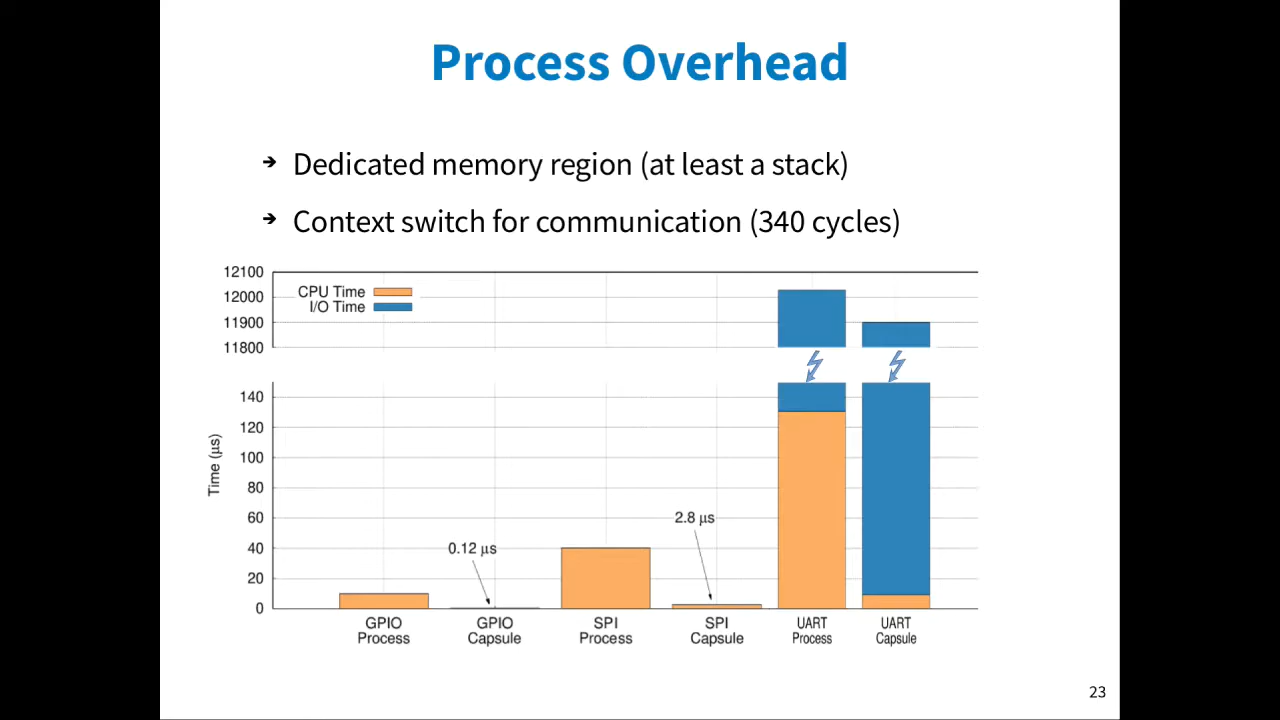 Process Overhead
➔ Dedicated memory region (at least a stack)
➔ Context switch for communication (340 cycles)
12100
12000
11900
11800
CPU Time
I/O Time
140
120
100
80
60
40
20
0
Time (µs)
0.12 µs
2.8 µs
GPIO Process
GPIO Capsule
SPI Process
SPI Capsule
UART Process
UART Capsule
23